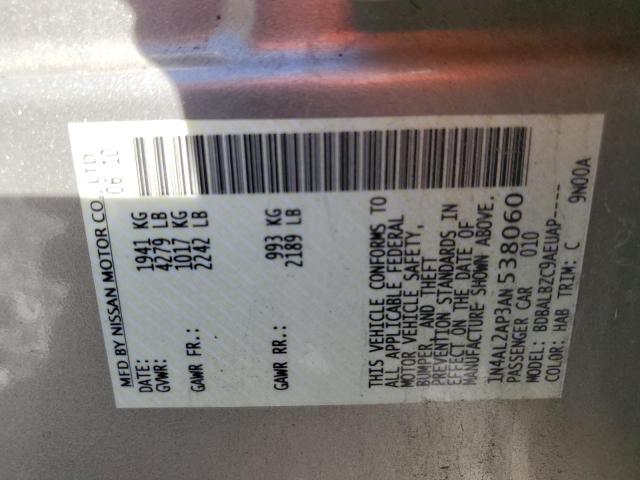 MFD BY NISSAN MOTOR CO., LTD
DATE: 06 10
GVWR: 1941 KG
4279 LB
GAWR FR.: 1017 KG
2242 LB
GAWR RR.: 993 KG
2189 LB
THIS VEHICLE CONFORMS TO
ALL APPLICABLE FEDERAL
MOTOR VEHICLE SAFETY,
BUMPER, AND THEFT
PREVENTION STANDARDS IN
EFFECT ON THE DATE OF
MANUFACTURE SHOWN ABOVE.
1N4AL2AP3AN538060
PASSENGER CAR 010
MODEL: BDBALBZC9AEUAP----
COLOR: HAB TRIM: C 9N00A